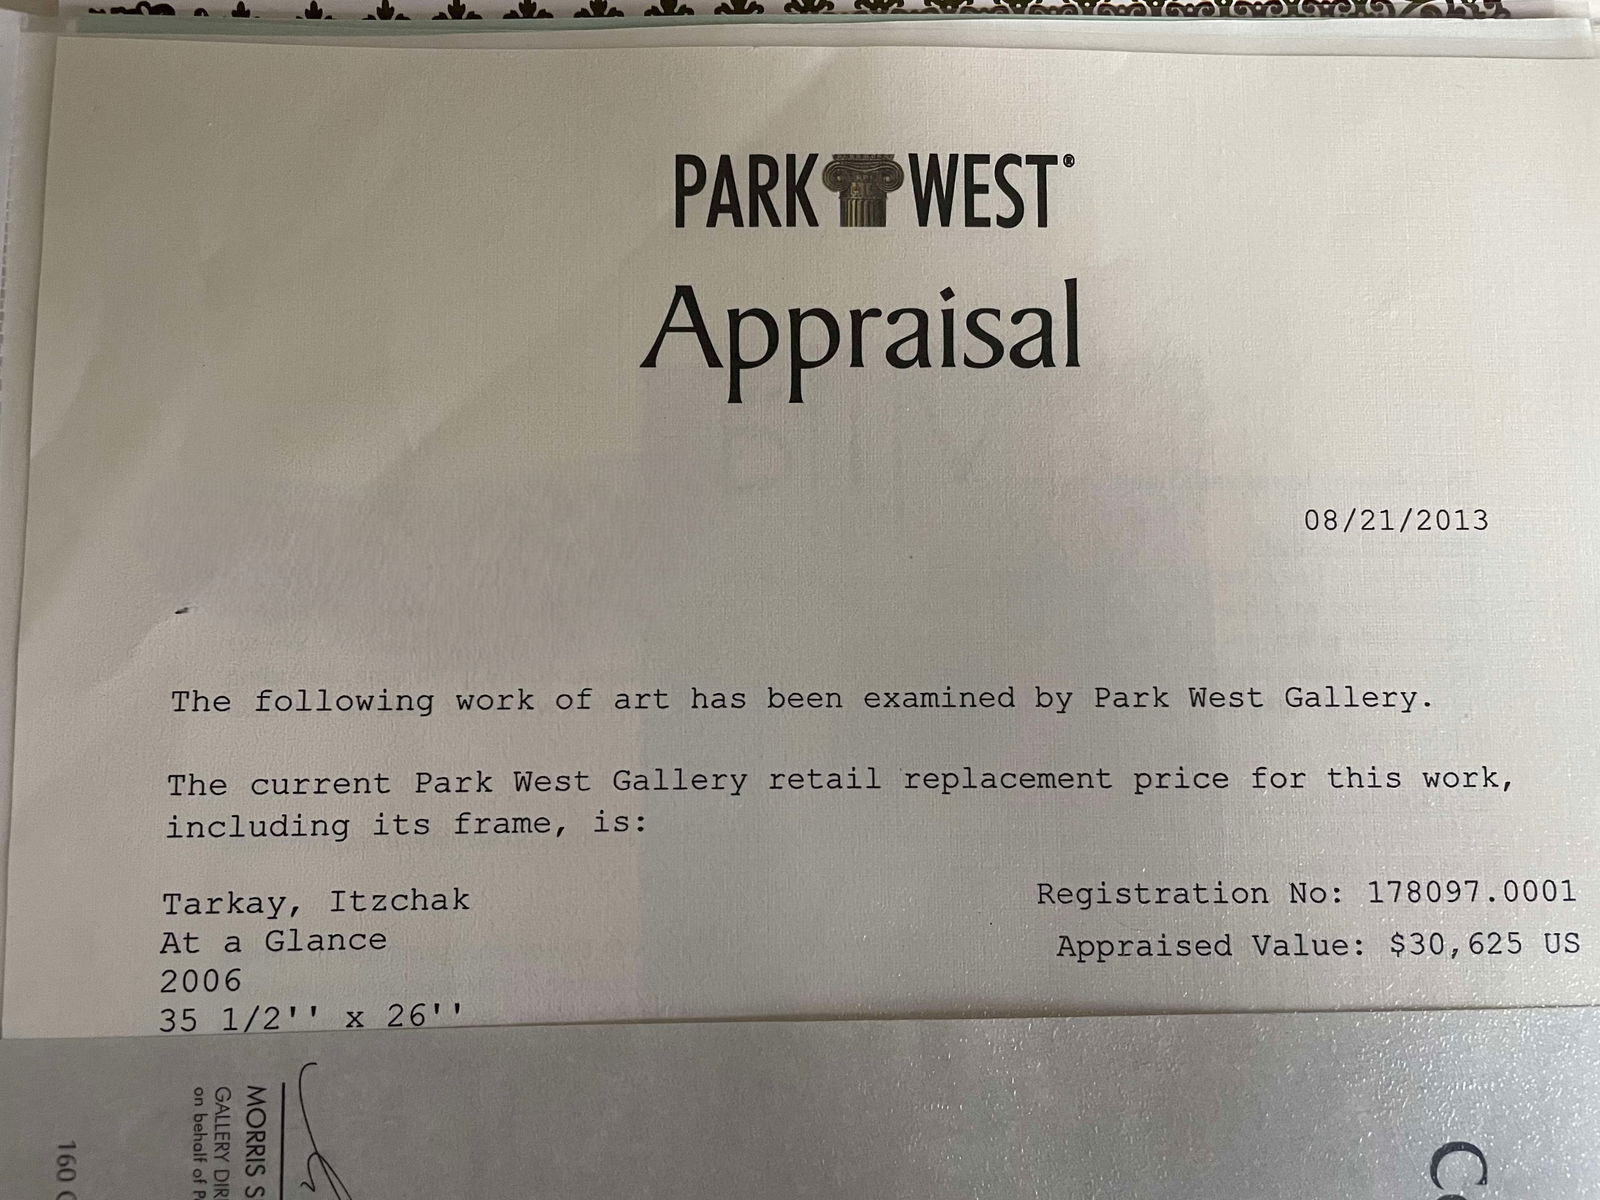 PARK WEST®
Appraisal
08/21/2013
The following work of art has been examined by Park West Gallery.
The current Park West Gallery retail replacement price for this work,
including its frame, is:
Tarkay, Itzchak
At a Glance
2006
35 1/2'' x 26''
Registration No: 178097.0001
Appraised Value: $30,625 US
MORRIS S
GALLERY DIR
on behalf of P
160